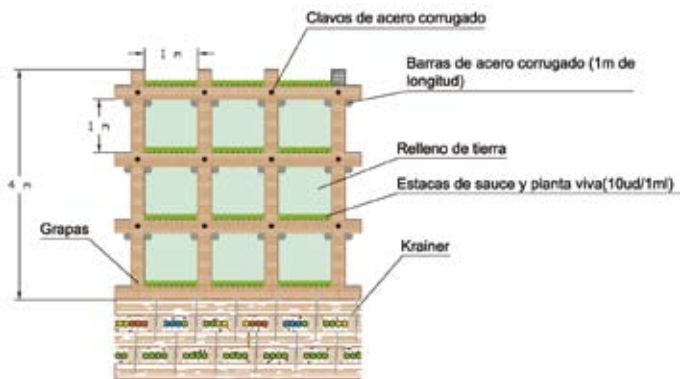 Clavos de acero corrugado
1 m
Barras de acero corrugado (1m de
longitud)
1 m
Relleno de tierra
4 m
Estacas de sauce y planta viva(10ud/1ml)
Grapas
Krainer